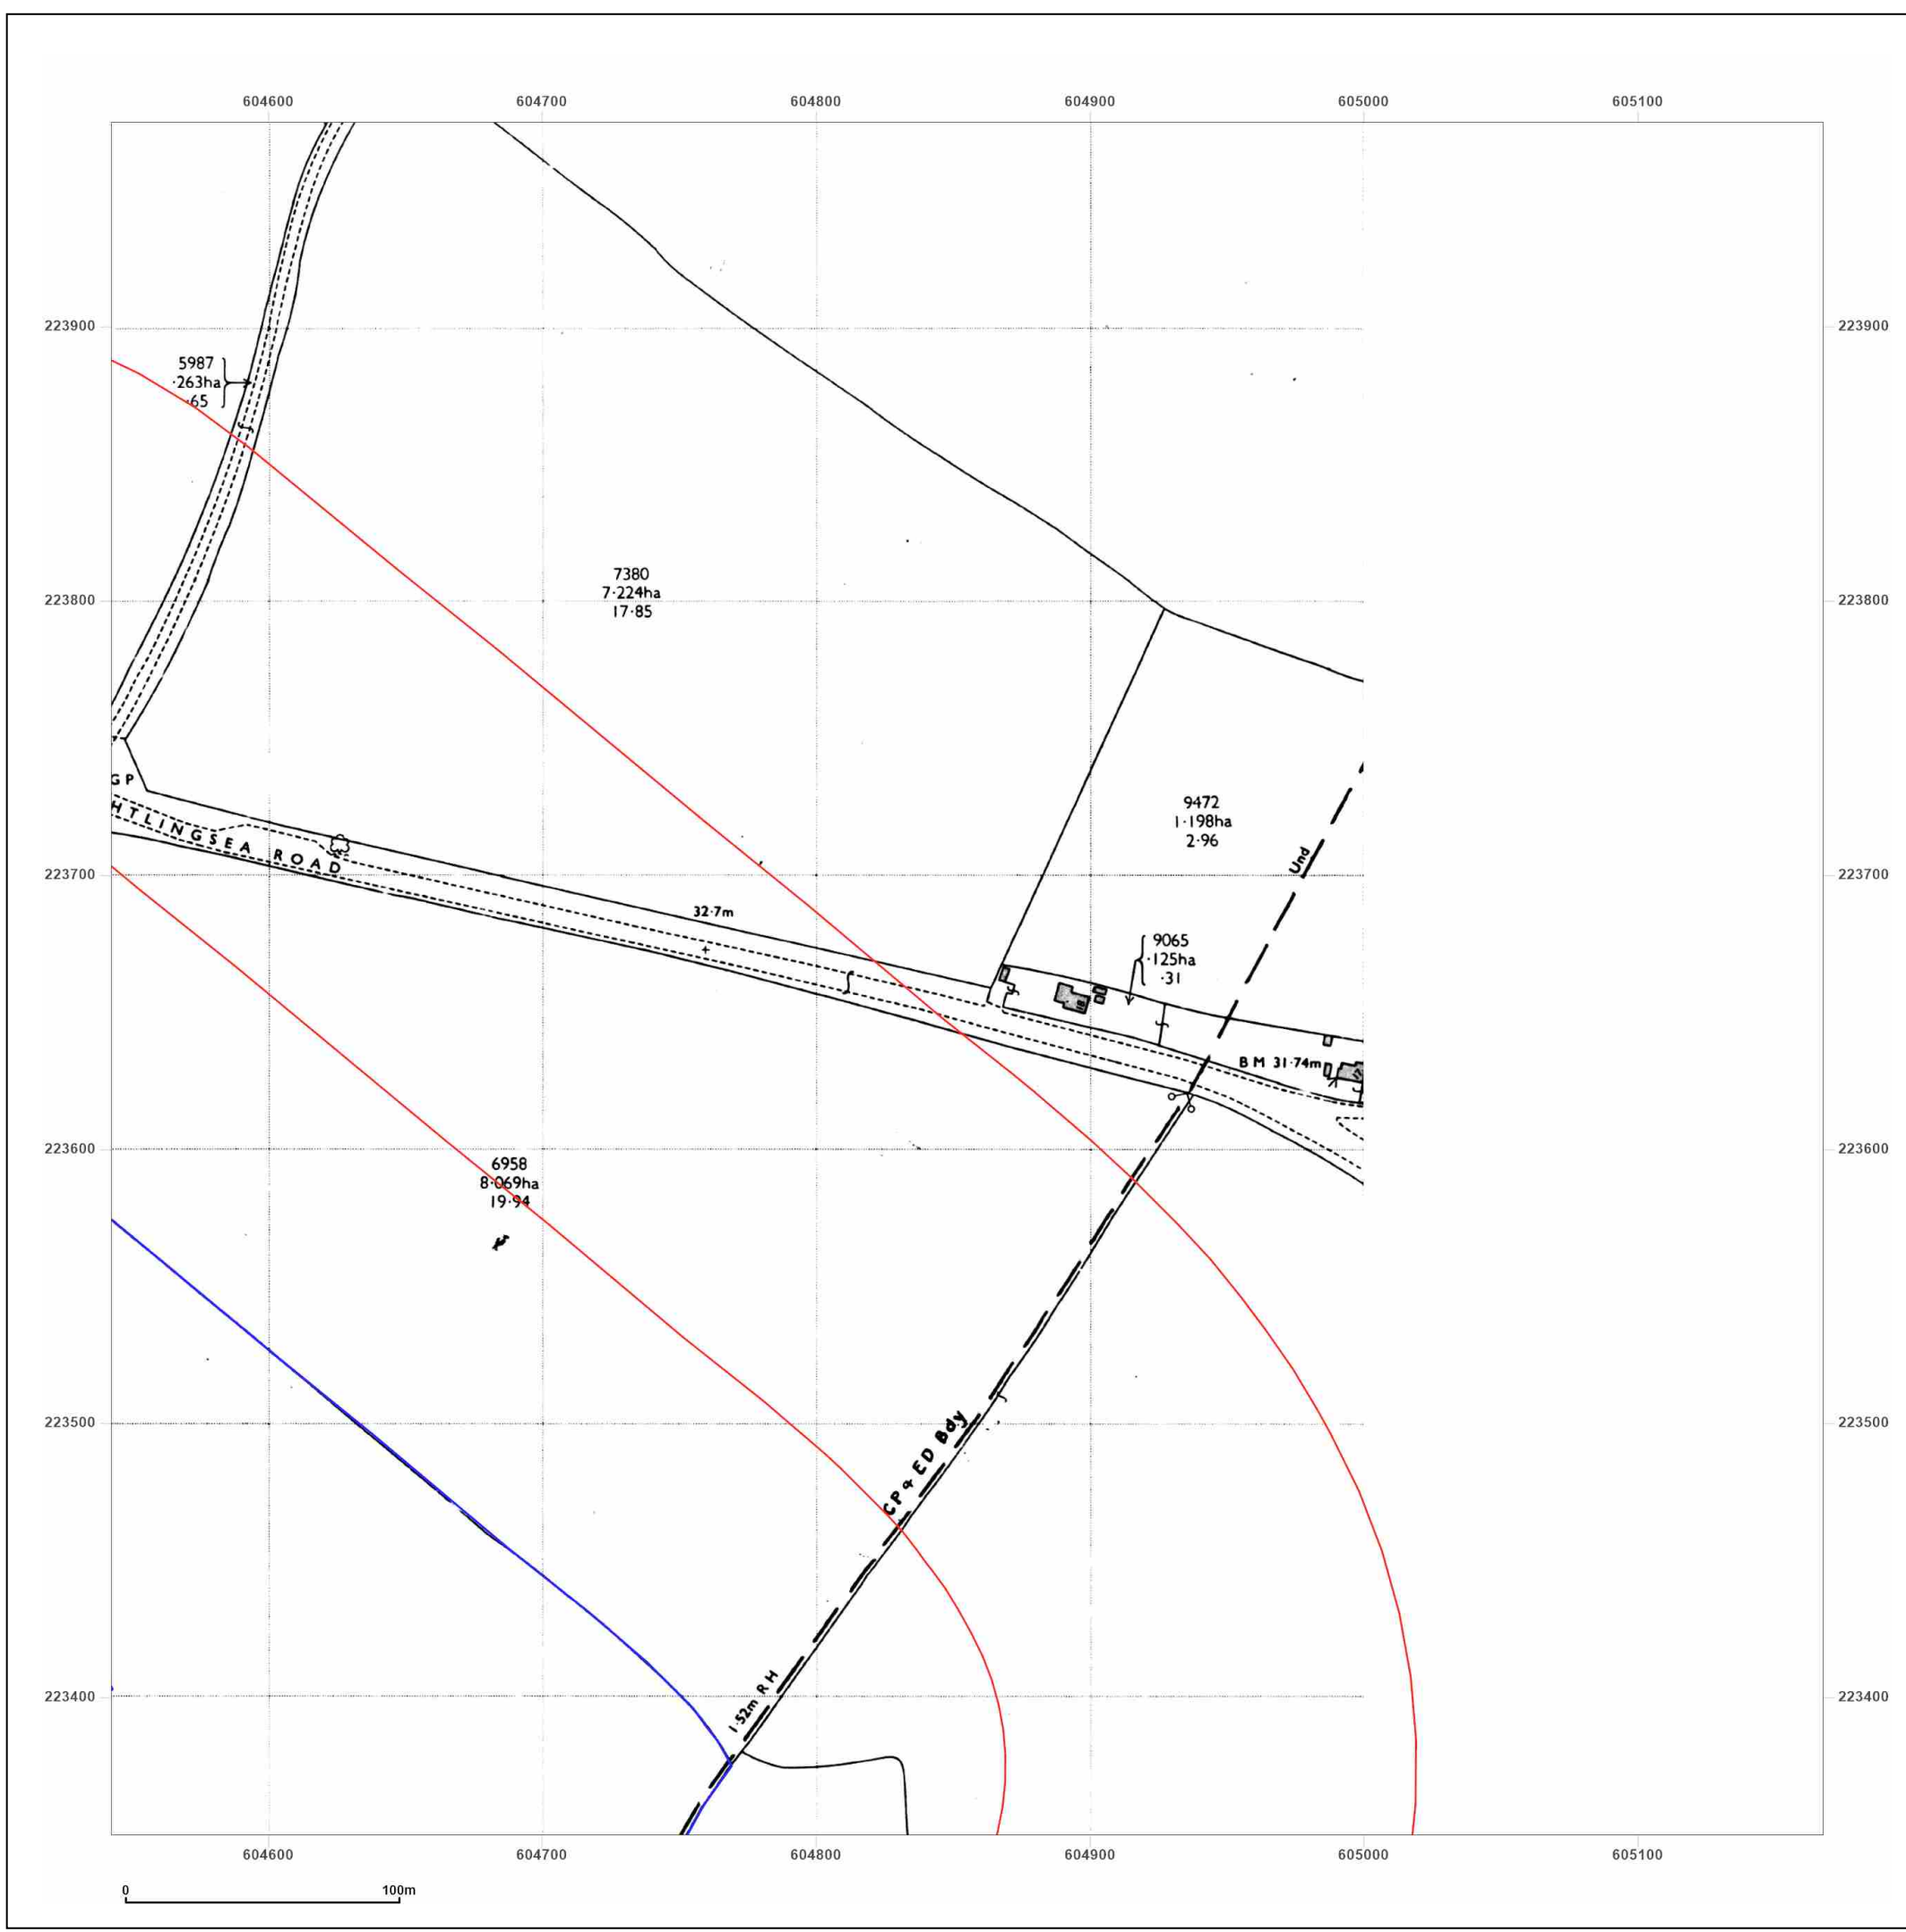 604600 604700 604800 604900 605000 605100
223900 223900
5987
·263ha
·65
7380
7·224ha
17·85
223800 223800
GP
HTLINGSEA ROAD
9472
1·198ha
2·96
Und
223700 223700
32·7m
9065
·125ha
·31
BM 31·74m
223600 223600
6958
8·069ha
19·94
223500 223500
CP & ED Bdy
1·52m RH
223400 223400
604600 604700 604800 604900 605000 605100
0 100m